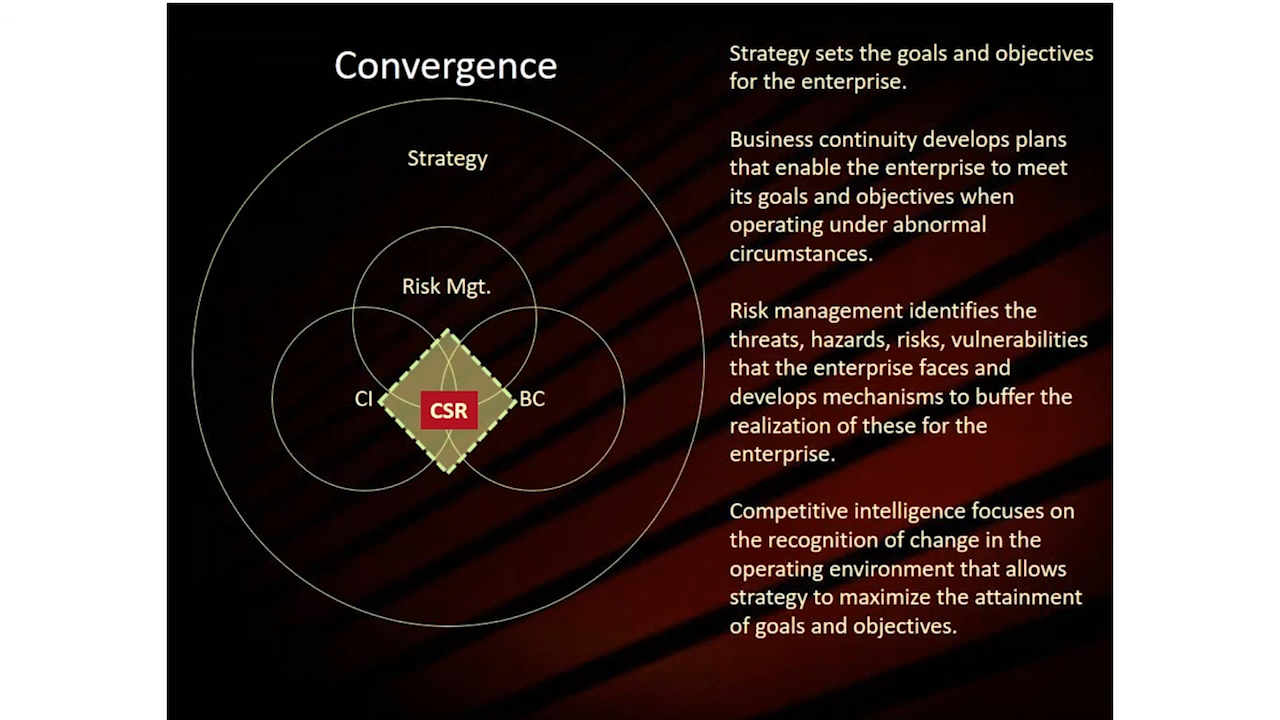 Convergence
Strategy
Risk Mgt.
CI
CSR
BC
Strategy sets the goals and objectives
for the enterprise.
Business continuity develops plans
that enable the enterprise to meet
its goals and objectives when
operating under abnormal
circumstances.
Risk management identifies the
threats, hazards, risks, vulnerabilities
that the enterprise faces and
develops mechanisms to buffer the
realization of these for the
enterprise.
Competitive intelligence focuses on
the recognition of change in the
operating environment that allows
strategy to maximize the attainment
of goals and objectives.